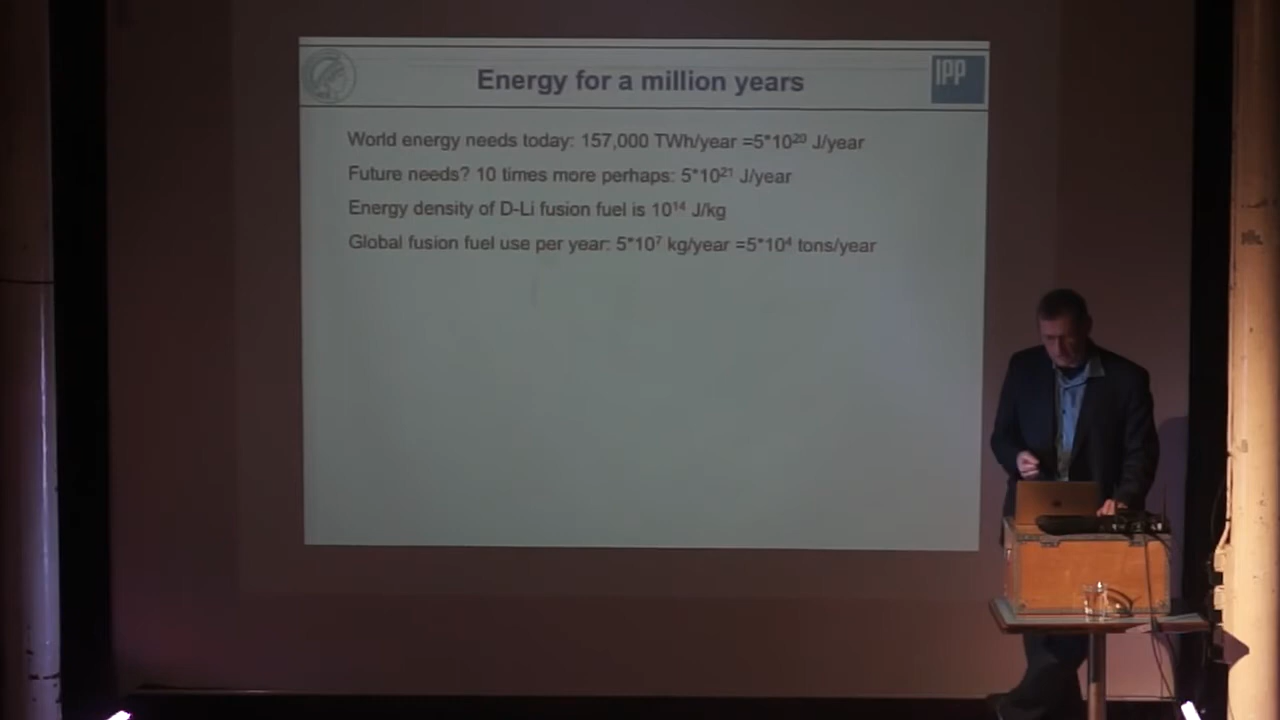 Energy for a million years
IPP
World energy needs today: 157,000 TWh/year =5*10²⁰ J/year
Future needs? 10 times more perhaps: 5*10²¹ J/year
Energy density of D-Li fusion fuel is 10¹⁴ J/kg
Global fusion fuel use per year: 5*10⁷ kg/year =5*10⁴ tons/year